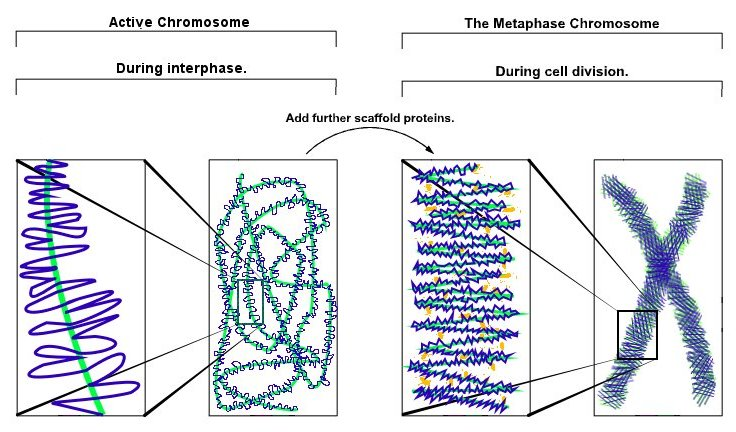 Active Chromosome
The Metaphase Chromosome
During interphase.
During cell division.
Add further scaffold proteins.